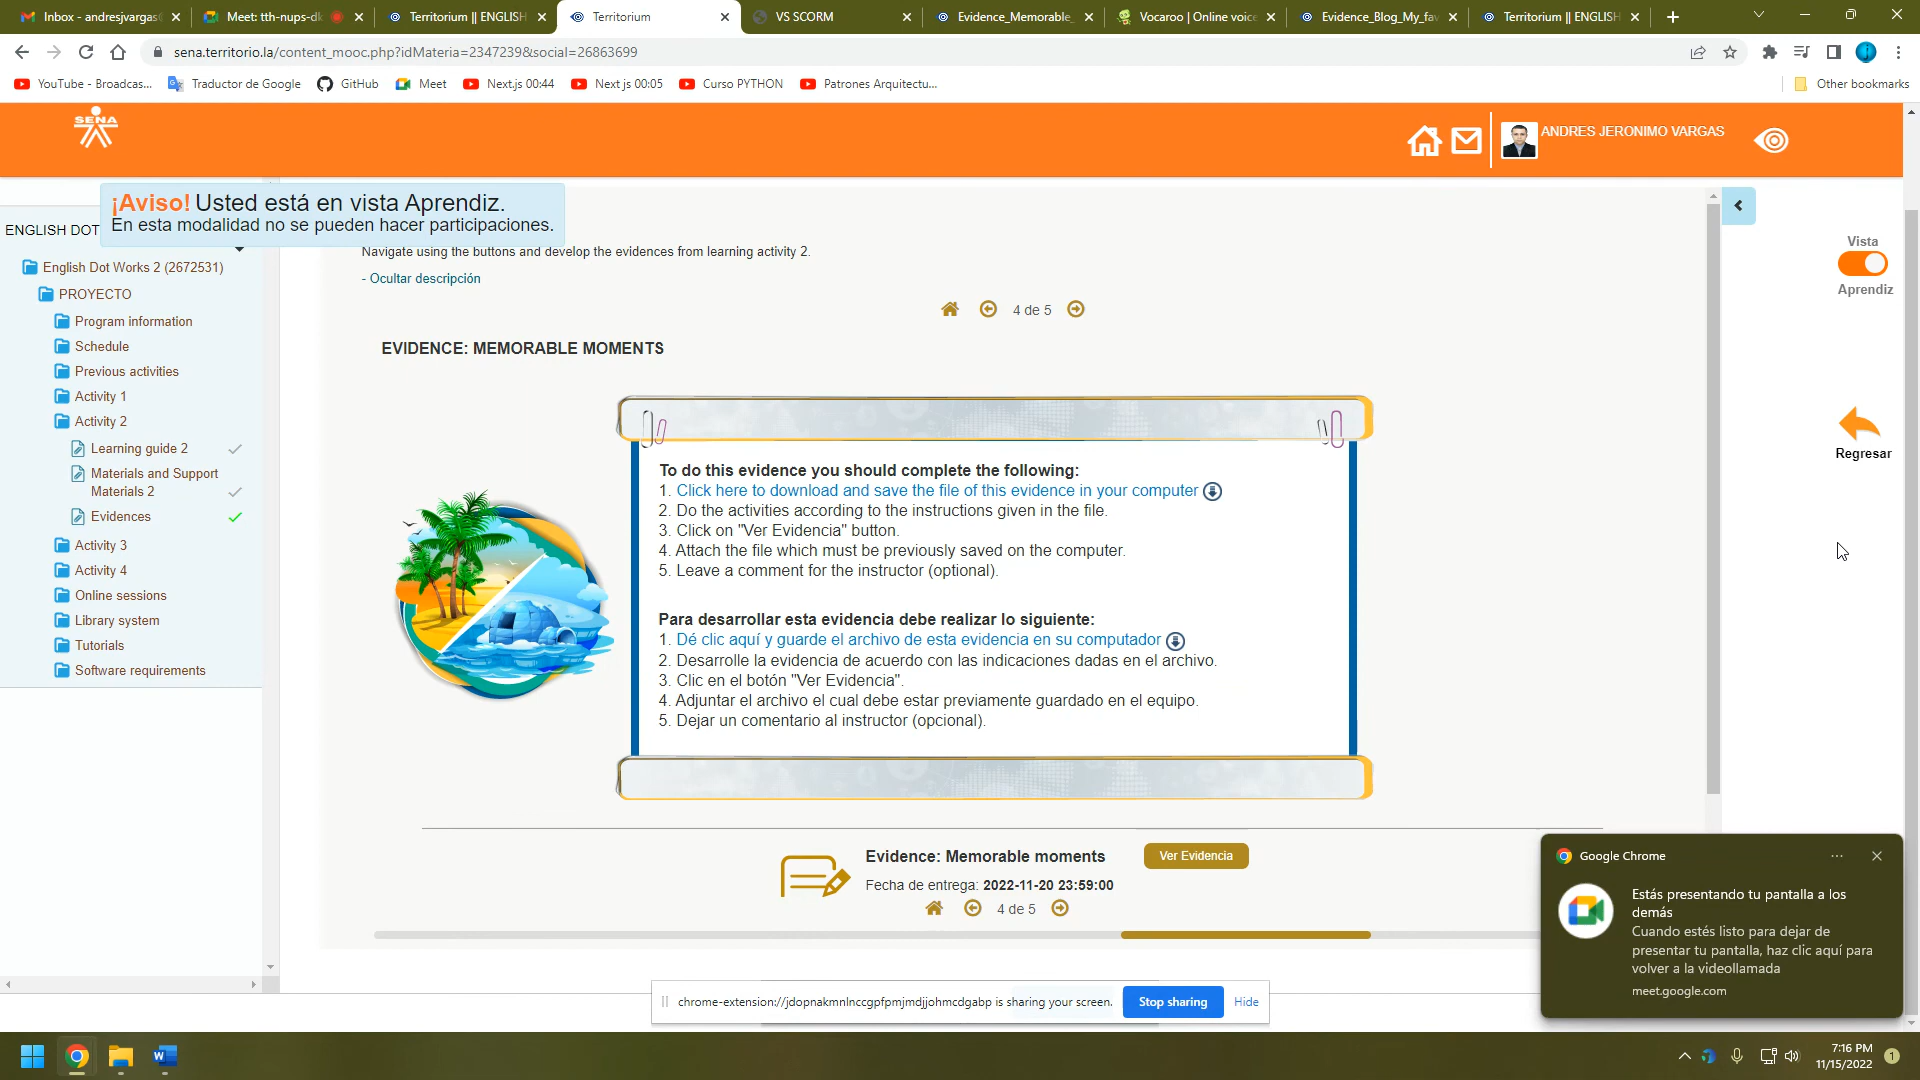 Inbox - andresjvargas
Meet: tth-nups-dk
Territorium || ENGLISH
Territorium
VS SCORM
Evidence_Memorable_
Vocaroo | Online voice
Evidence_Blog_My_fav
Territorium || ENGLISH
sena.territorio.la/content_mooc.php?idMateria=2347239&social=26863699
YouTube - Broadcas...
Traductor de Google
GitHub
Meet
Next.js 00:44
Next js 00:05
Curso PYTHON
Patrones Arquitectu...
Other bookmarks
SENA
ANDRES JERONIMO VARGAS
¡Aviso! Usted está en vista Aprendiz.
En esta modalidad no se pueden hacer participaciones.
ENGLISH DOT
English Dot Works 2 (2672531)
PROYECTO
Program information
Schedule
Previous activities
Activity 1
Activity 2
Learning guide 2
Materials and Support
Materials 2
Evidences
Activity 3
Activity 4
Online sessions
Library system
Tutorials
Software requirements
Navigate using the buttons and develop the evidences from learning activity 2.
- Ocultar descripción
4 de 5
EVIDENCE: MEMORABLE MOMENTS
To do this evidence you should complete the following:
1. Click here to download and save the file of this evidence in your computer
2. Do the activities according to the instructions given in the file.
3. Click on "Ver Evidencia" button.
4. Attach the file which must be previously saved on the computer.
5. Leave a comment for the instructor (optional).
Para desarrollar esta evidencia debe realizar lo siguiente:
1. Dé clic aquí y guarde el archivo de esta evidencia en su computador
2. Desarrolle la evidencia de acuerdo con las indicaciones dadas en el archivo.
3. Clic en el botón "Ver Evidencia".
4. Adjuntar el archivo el cual debe estar previamente guardado en el equipo.
5. Dejar un comentario al instructor (opcional).
Evidence: Memorable moments
Ver Evidencia
Fecha de entrega: 2022-11-20 23:59:00
4 de 5
Vista
Aprendiz
Regresar
Google Chrome
Estás presentando tu pantalla a los
demás
Cuando estés listo para dejar de
presentar tu pantalla, haz clic aquí para
volver a la videollamada
meet.google.com
chrome-extension://jdopnakmnlnccgpfpmjmdjjohmcdgabp is sharing your screen.
Stop sharing
Hide
7:16 PM
11/15/2022
1